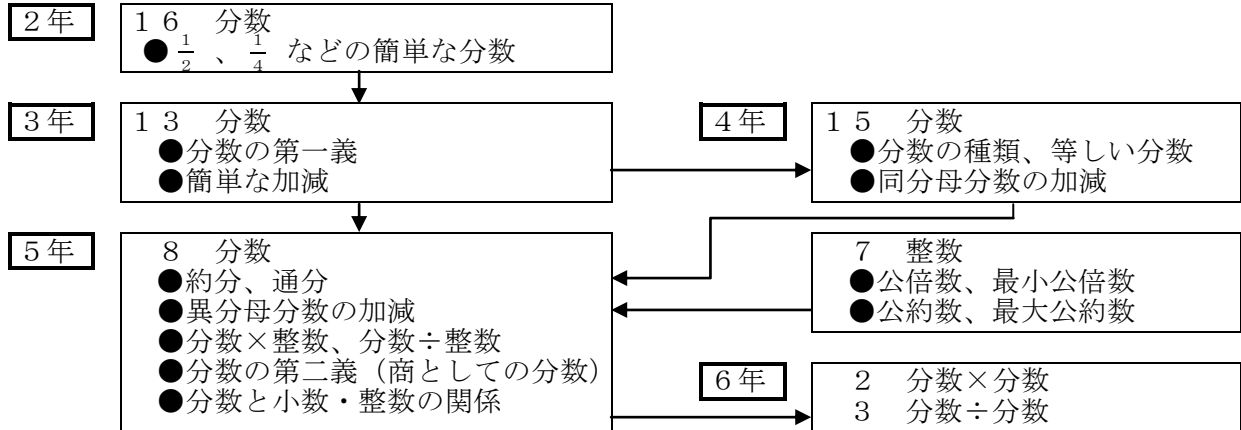 ２年
１６　分数
●1/2 、1/4 などの簡単な分数
３年
１３　分数
●分数の第一義
●簡単な加減
４年
１５　分数
●分数の種類、等しい分数
●同分母分数の加減
５年
８　分数
●約分、通分
●異分母分数の加減
●分数×整数、分数÷整数
●分数の第二義（商としての分数）
●分数と小数・整数の関係
７　整数
●公倍数、最小公倍数
●公約数、最大公約数
６年
２　分数×分数
３　分数÷分数